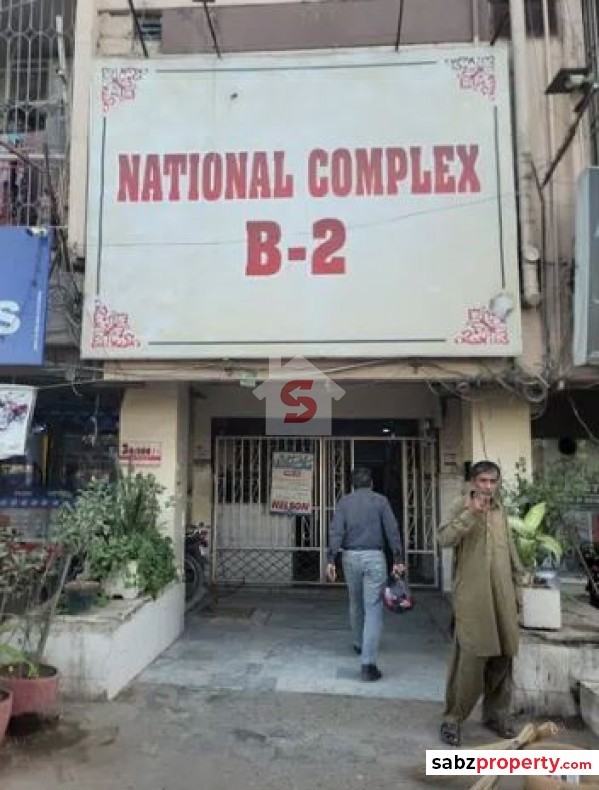 NATIONAL COMPLEX
B-2
S
S
NELSON
sabzproperty.com